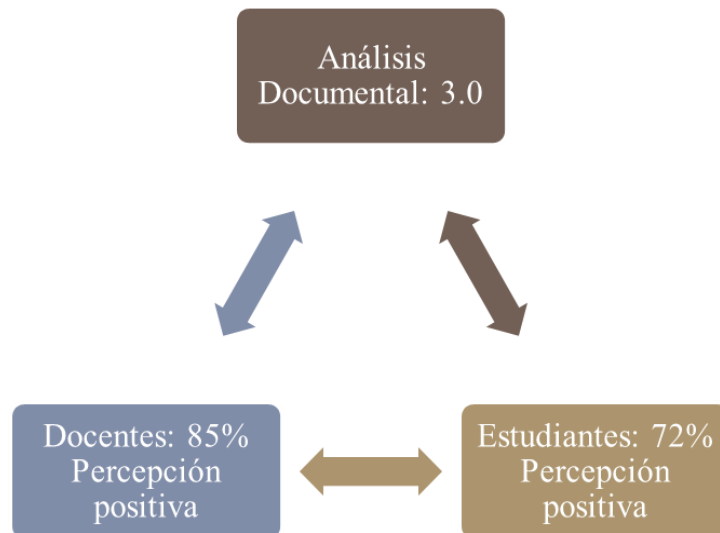 Análisis
Documental: 3.0
Docentes: 85%
Percepción
positiva
Estudiantes: 72%
Percepción
positiva